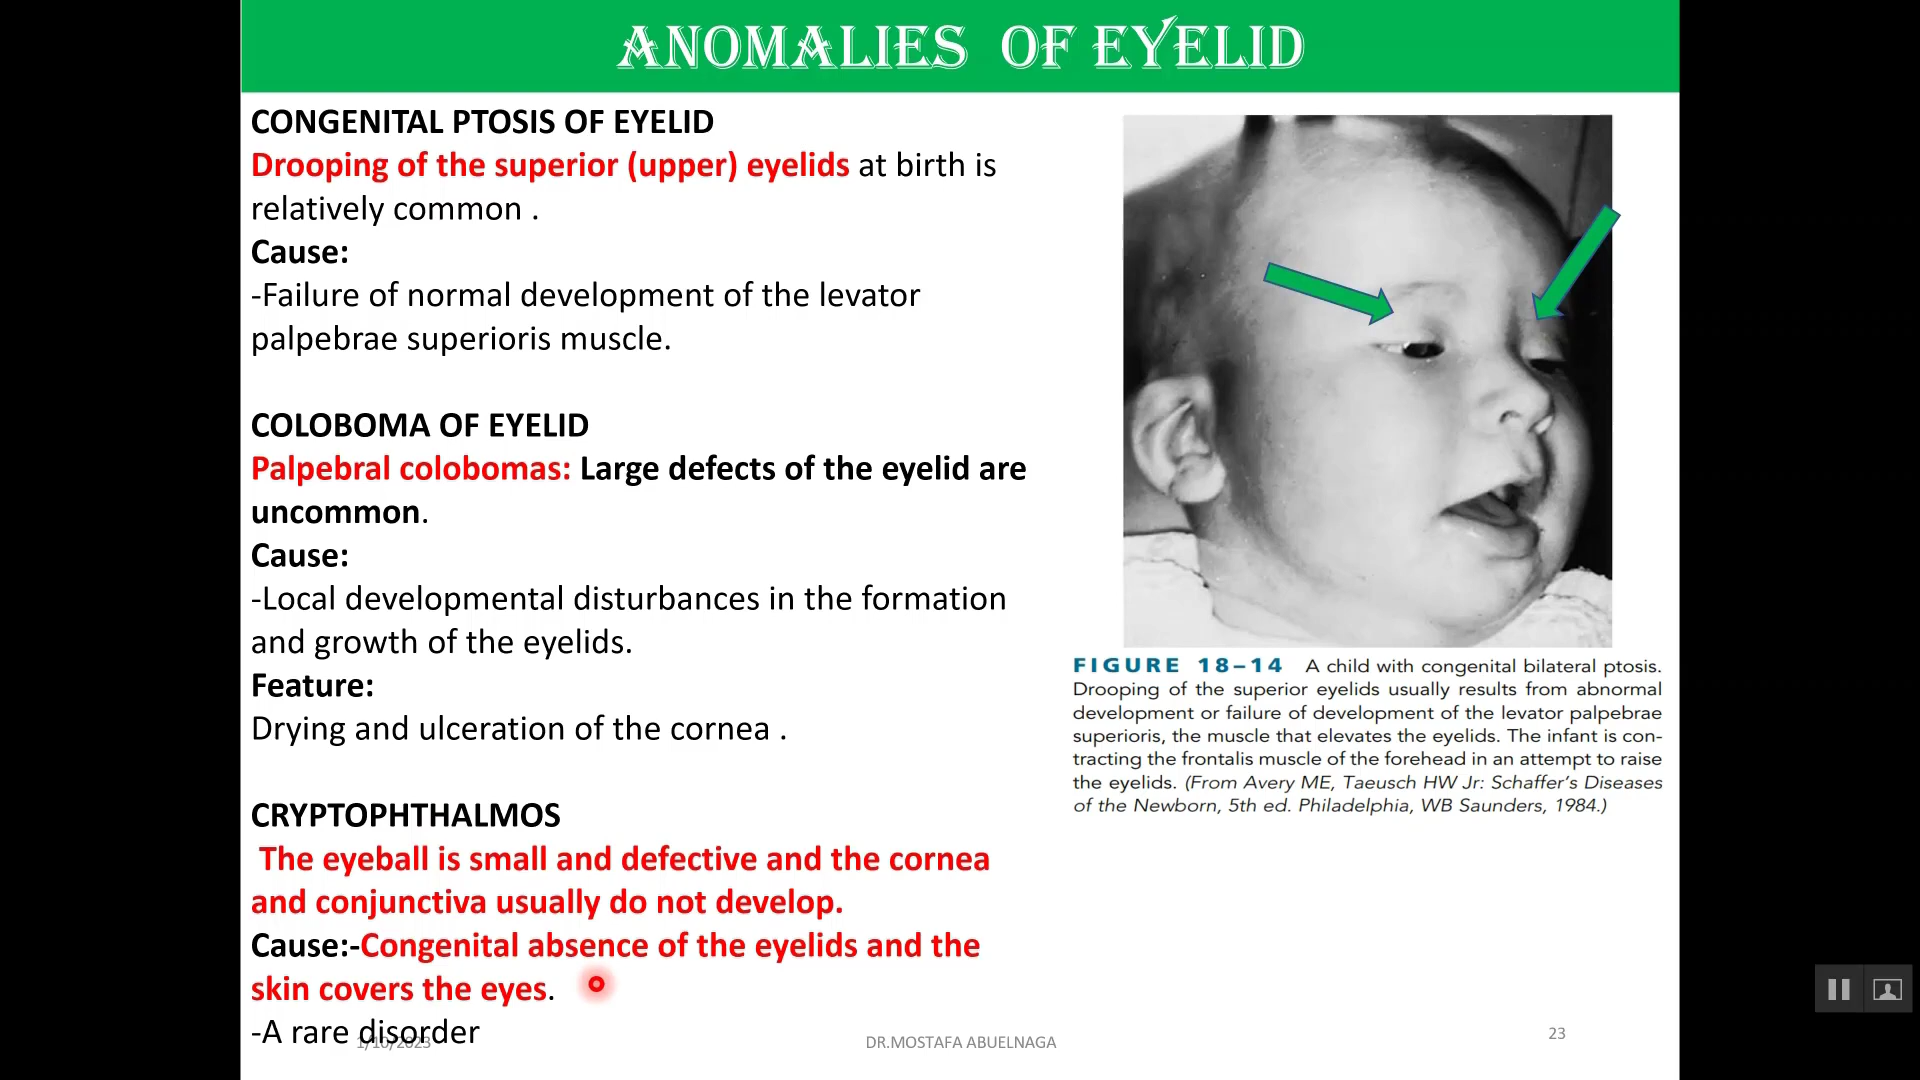 ANOMALIES OF EYELID
CONGENITAL PTOSIS OF EYELID
Drooping of the superior (upper) eyelids at birth is
relatively common .
Cause:
-Failure of normal development of the levator
palpebrae superioris muscle.
COLOBOMA OF EYELID
Palpebral colobomas: Large defects of the eyelid are
uncommon.
Cause:
-Local developmental disturbances in the formation
and growth of the eyelids.
Feature:
Drying and ulceration of the cornea .
CRYPTOPHTHALMOS
The eyeball is small and defective and the cornea
and conjunctiva usually do not develop.
Cause:-Congenital absence of the eyelids and the
skin covers the eyes.
-A rare disorder
FIGURE 18–14 A child with congenital bilateral ptosis.
Drooping of the superior eyelids usually results from abnormal
development or failure of development of the levator palpebrae
superioris, the muscle that elevates the eyelids. The infant is con-
tracting the frontalis muscle of the forehead in an attempt to raise
the eyelids. (From Avery ME, Taeusch HW Jr: Schaffer's Diseases
of the Newborn, 5th ed. Philadelphia, WB Saunders, 1984.)
DR.MOSTAFA ABUELNAGA
23